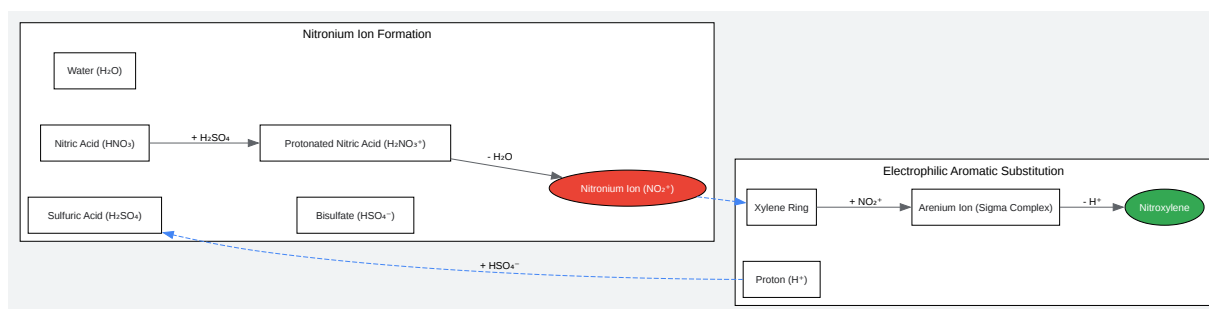 Nitronium Ion Formation
Water (H₂O)
Nitric Acid (HNO₃)
+ H₂SO₄
Protonated Nitric Acid (H₂NO₃⁺)
- H₂O
Nitronium Ion (NO₂⁺)
Sulfuric Acid (H₂SO₄)
Bisulfate (HSO₄⁻)
+ HSO₄⁻
Electrophilic Aromatic Substitution
Xylene Ring
+ NO₂⁺
Arenium Ion (Sigma Complex)
- H⁺
Nitroxylene
Proton (H⁺)